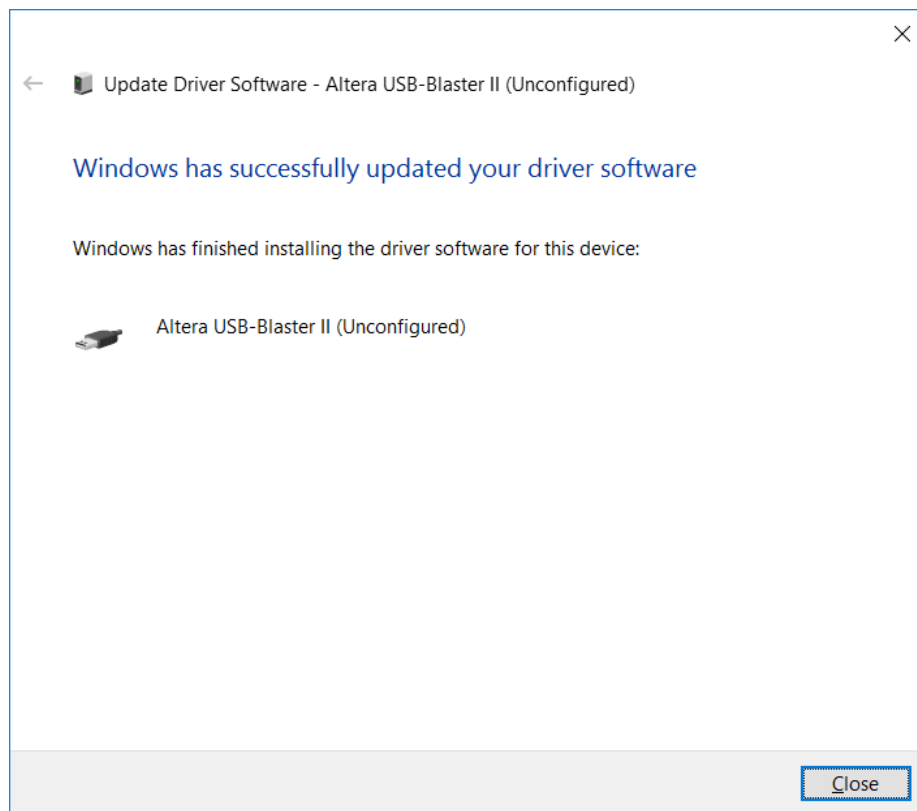 Update Driver Software - Altera USB-Blaster II (Unconfigured)
Windows has successfully updated your driver software
Windows has finished installing the driver software for this device:
Altera USB-Blaster II (Unconfigured)
Close